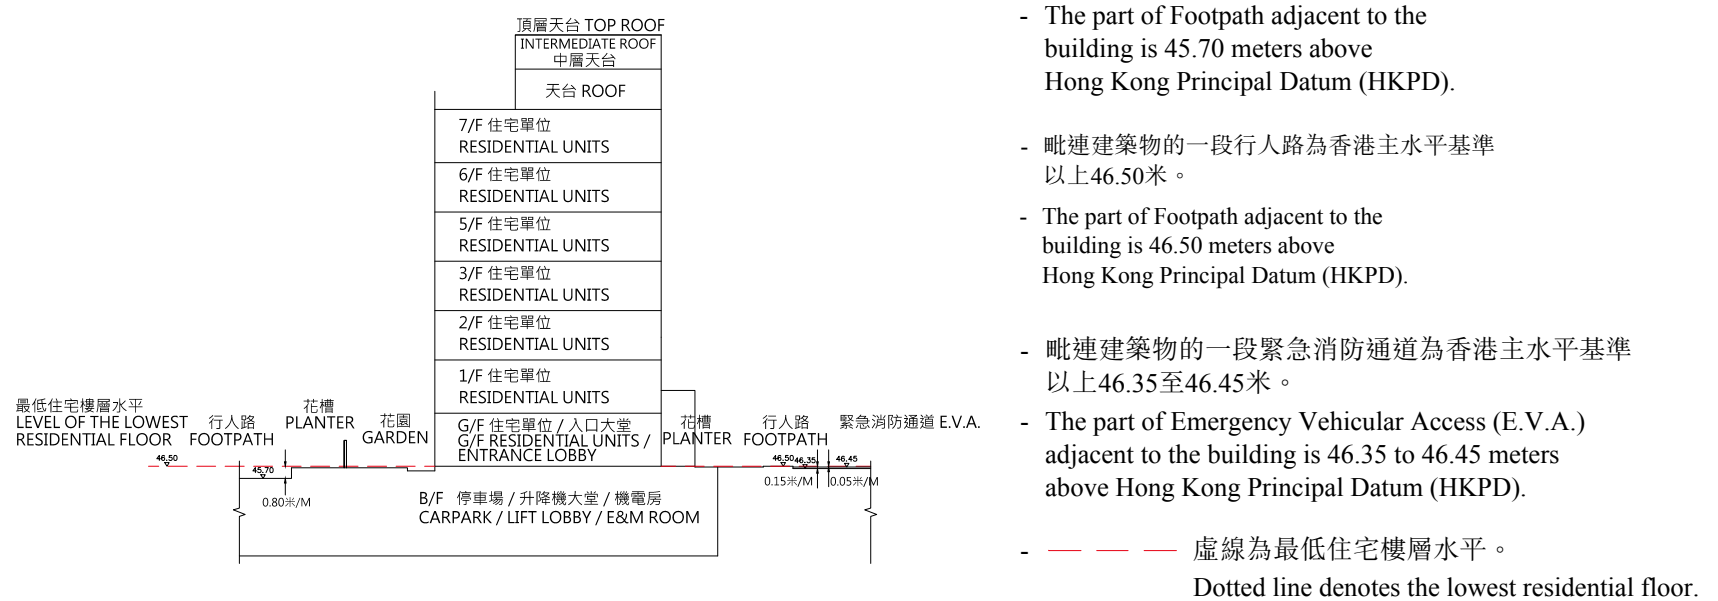 頂層天台 TOP ROOF
INTERMEDIATE ROOF
中層天台
天台 ROOF
7/F 住宅單位
RESIDENTIAL UNITS
6/F 住宅單位
RESIDENTIAL UNITS
5/F 住宅單位
RESIDENTIAL UNITS
3/F 住宅單位
RESIDENTIAL UNITS
2/F 住宅單位
RESIDENTIAL UNITS
1/F 住宅單位
RESIDENTIAL UNITS
G/F 住宅單位 / 入口大堂
G/F RESIDENTIAL UNITS /
ENTRANCE LOBBY
最低住宅樓層水平
LEVEL OF THE LOWEST
RESIDENTIAL FLOOR
行人路
FOOTPATH
花槽
PLANTER
花園
GARDEN
花槽
PLANTER
行人路
FOOTPATH
緊急消防通道 E.V.A.
46.50
45.70
46.50
46.35
46.45
0.80米/M
0.15米/M
0.05米/M
B/F 停車場 / 升降機大堂 / 機電房
CARPARK / LIFT LOBBY / E&M ROOM
- The part of Footpath adjacent to the
building is 45.70 meters above
Hong Kong Principal Datum (HKPD).
- 毗連建築物的一段行人路為香港主水平基準
以上46.50米。
- The part of Footpath adjacent to the
building is 46.50 meters above
Hong Kong Principal Datum (HKPD).
- 毗連建築物的一段緊急消防通道為香港主水平基準
以上46.35至46.45米。
- The part of Emergency Vehicular Access (E.V.A.)
adjacent to the building is 46.35 to 46.45 meters
above Hong Kong Principal Datum (HKPD).
- 虛線為最低住宅樓層水平。
Dotted line denotes the lowest residential floor.